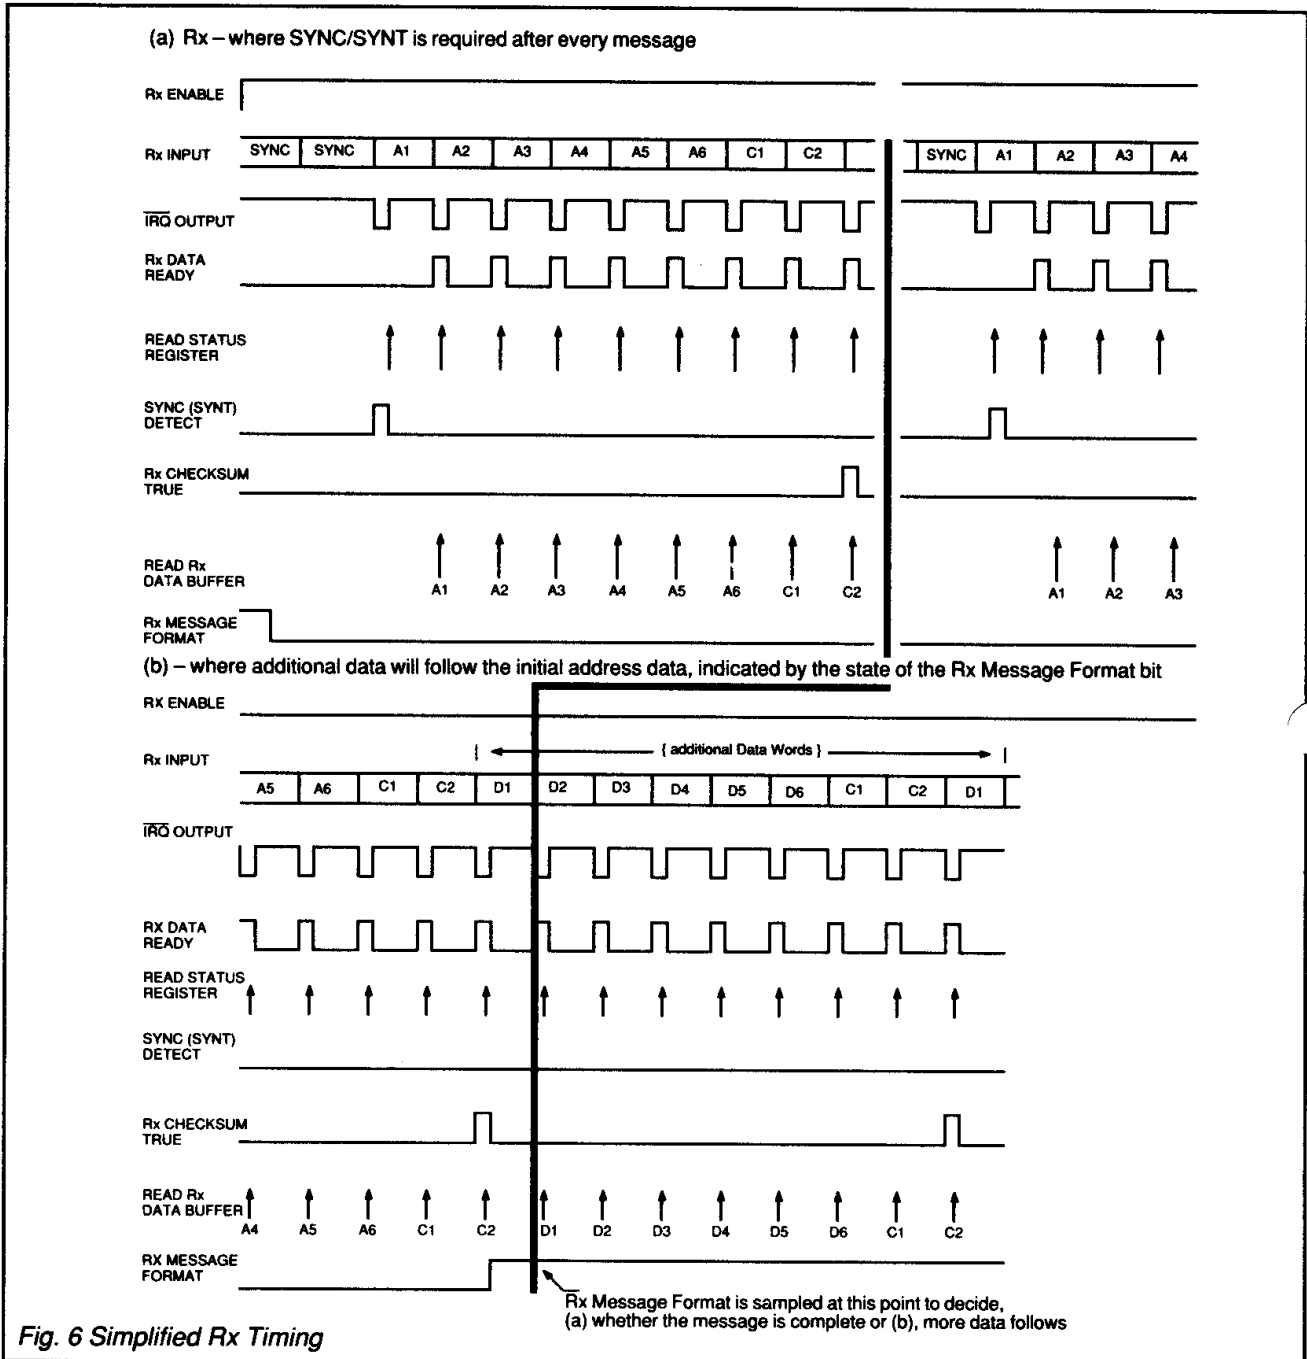 (a) Rx – where SYNC/SYNT is required after every message
Rx ENABLE
Rx INPUT
SYNC SYNC A1 A2 A3 A4 A5 A6 C1 C2 SYNC A1 A2 A3 A4
IRQ OUTPUT
Rx DATA
READY
READ STATUS
REGISTER
SYNC (SYNT)
DETECT
Rx CHECKSUM
TRUE
READ Rx
DATA BUFFER
A1 A2 A3 A4 A5 A6 C1 C2 A1 A2 A3
Rx MESSAGE
FORMAT
(b) – where additional data will follow the initial address data, indicated by the state of the Rx Message Format bit
RX ENABLE
{ additional Data Words }
Rx INPUT
A5 A6 C1 C2 D1 D2 D3 D4 D5 D6 C1 C2 D1
IRQ OUTPUT
RX DATA
READY
READ STATUS
REGISTER
SYNC (SYNT)
DETECT
Rx CHECKSUM
TRUE
READ Rx
DATA BUFFER
A4 A5 A6 C1 C2 D1 D2 D3 D4 D5 D6 C1 C2
RX MESSAGE
FORMAT
Rx Message Format is sampled at this point to decide,
(a) whether the message is complete or (b), more data follows
Fig. 6 Simplified Rx Timing